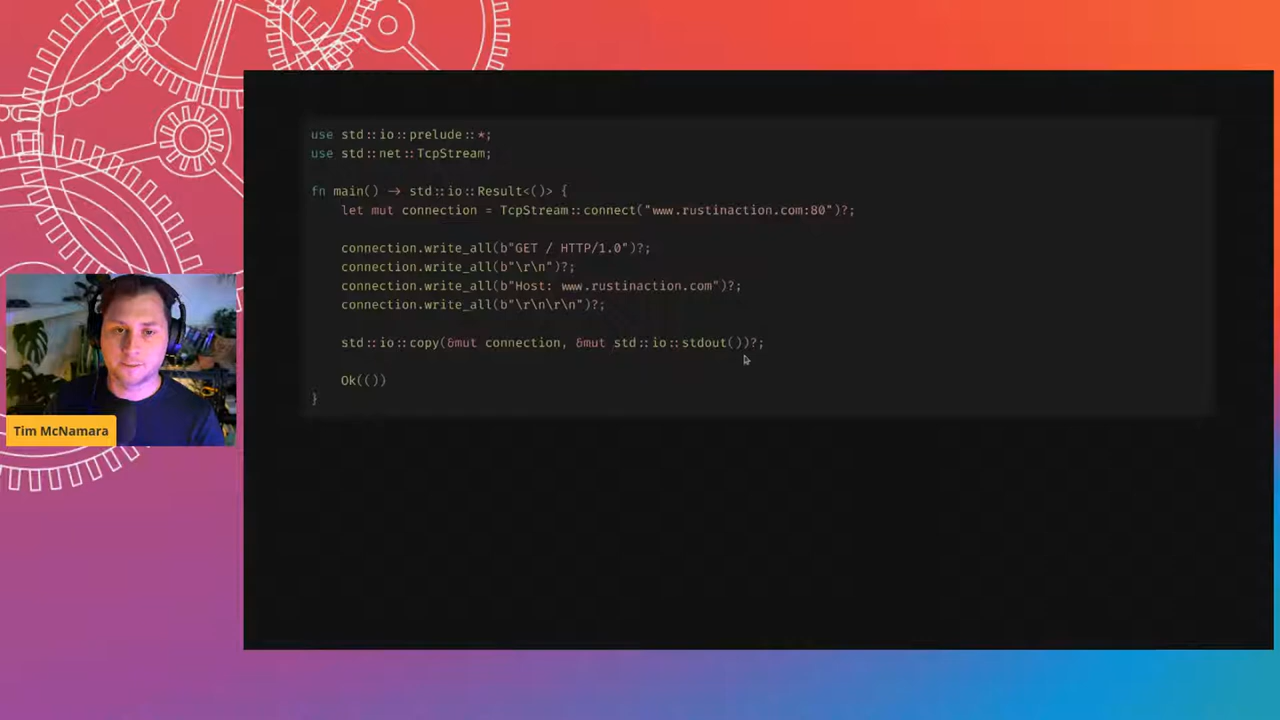 use std::io::prelude::*;
use std::net::TcpStream;
fn main() → std::io::Result<()> {
let mut connection = TcpStream::connect("www.rustinaction.com:80")?;
connection.write_all(b"GET / HTTP/1.0")?;
connection.write_all(b"\r\n")?;
connection.write_all(b"Host: www.rustinaction.com")?;
connection.write_all(b"\r\n\r\n")?;
std::io::copy(&mut connection, &mut std::io::stdout())?;
Ok(())
}
Tim McNamara